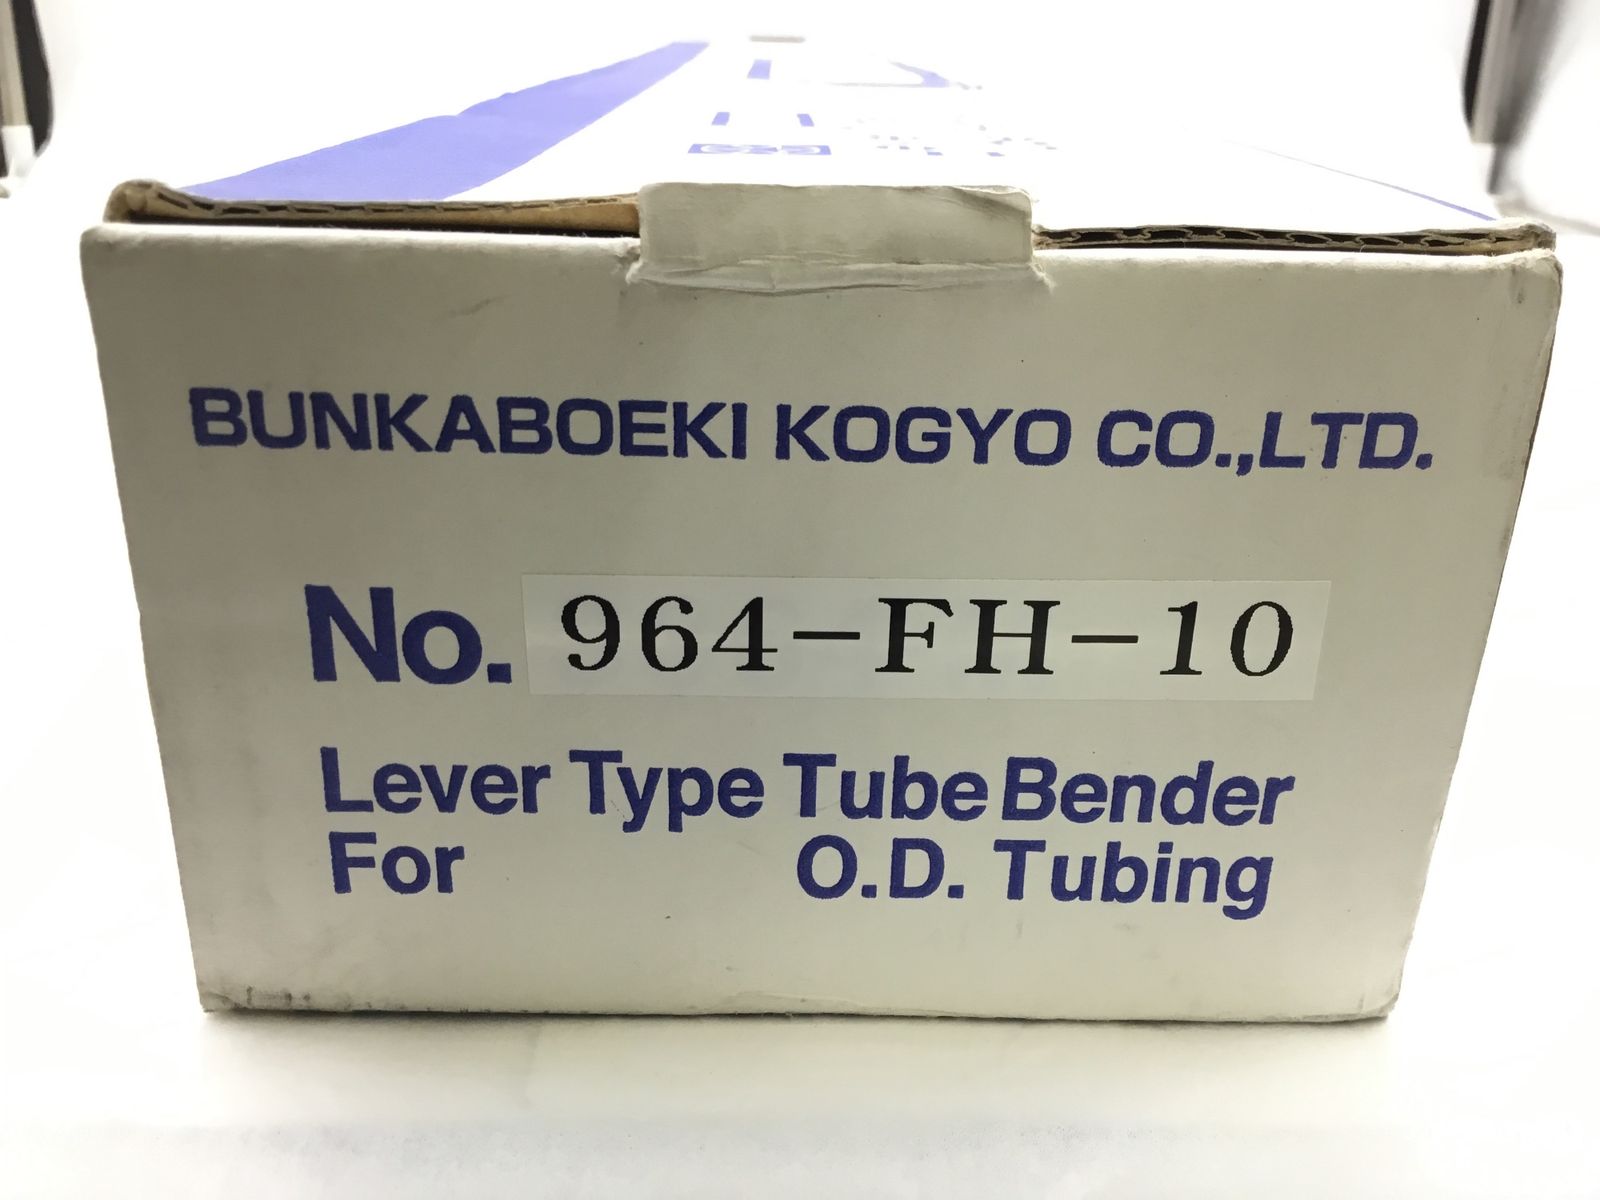 BUNKABOEKI KOGYO CO.,LTD.
No. 964-FH-10
Lever Type Tube Bender
For O.D. Tubing